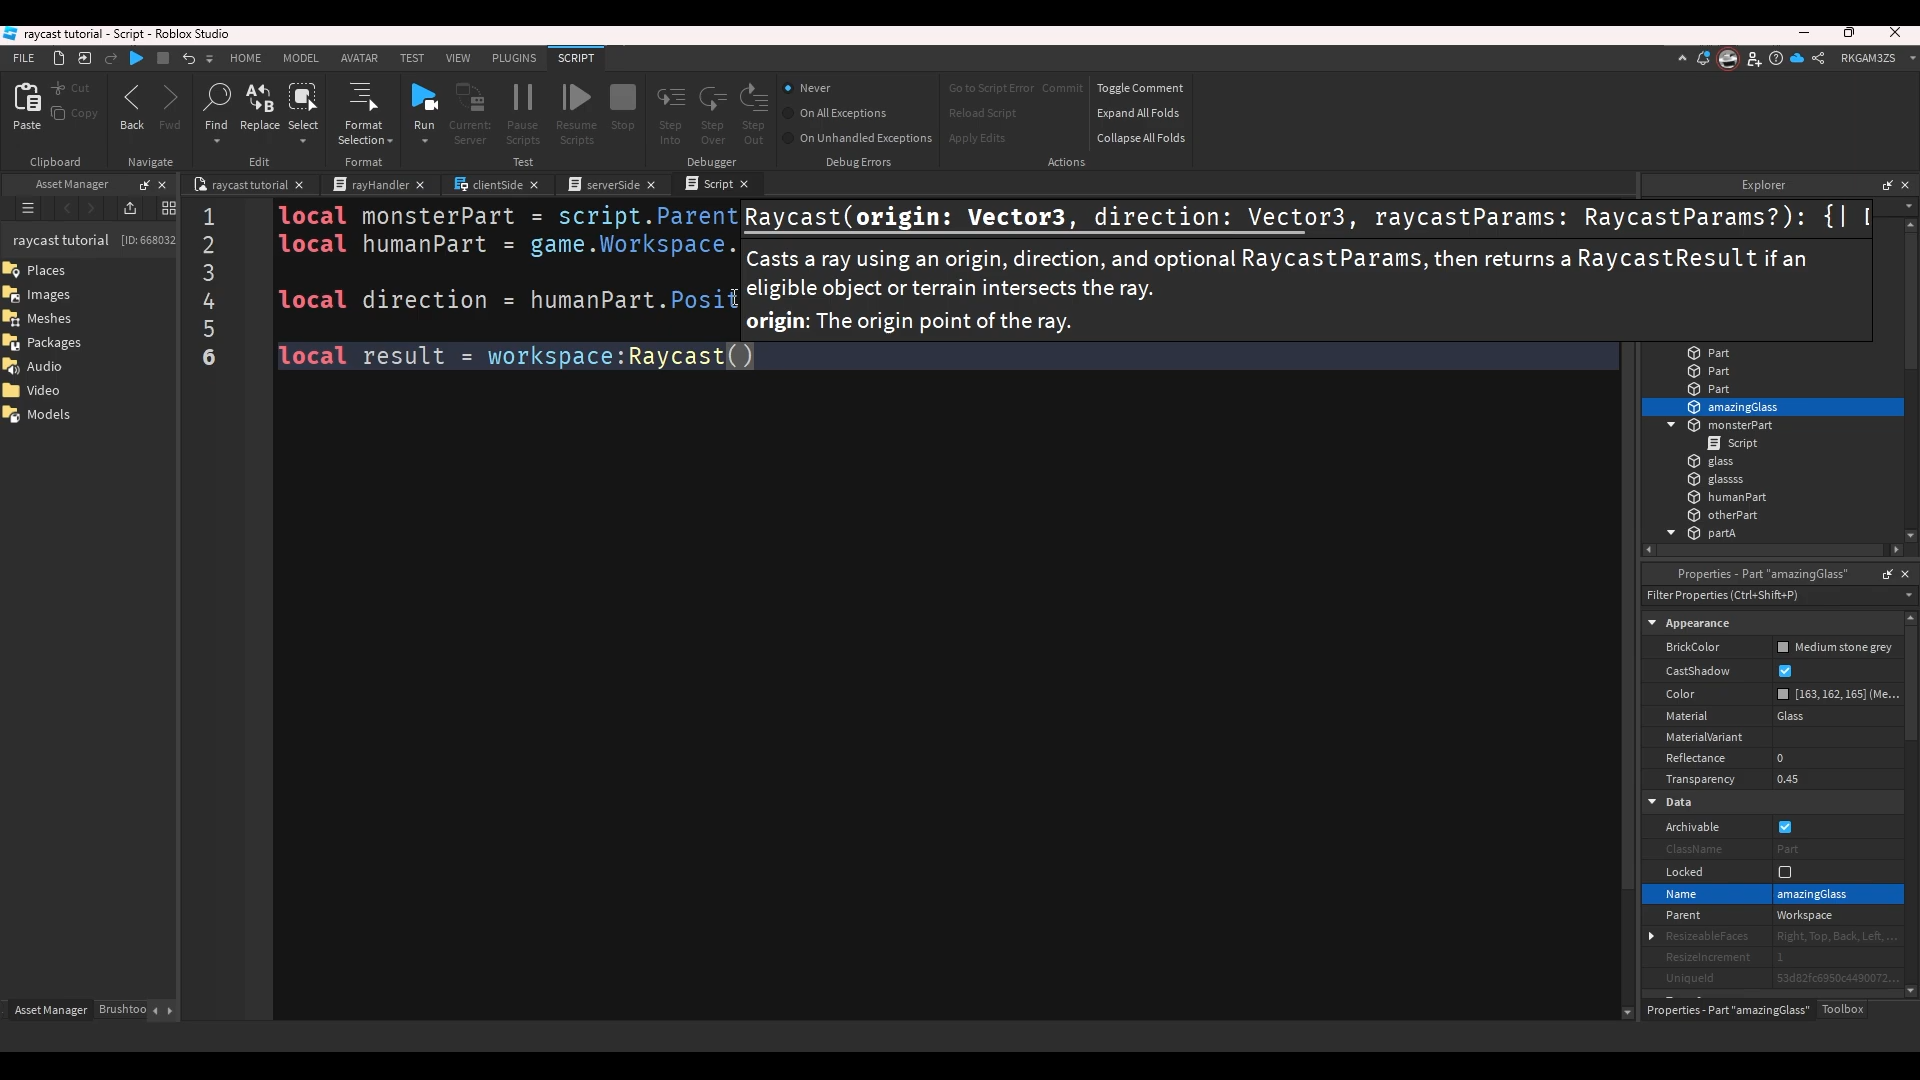 raycast tutorial - Script - Roblox Studio
FILE HOME MODEL AVATAR TEST VIEW PLUGINS SCRIPT RKGAM3ZS
Paste Cut Copy Back Fwd Find Replace Select Format Selection Run Current: Server Pause Scripts Resume Scripts Stop Step Into Step Over Step Out
Never
On All Exceptions
On Unhandled Exceptions
Go to Script Error Commit Toggle Comment
Reload Script Expand All Folds
Apply Edits Collapse All Folds
Clipboard Navigate Edit Format Test Debugger Debug Errors Actions
Asset Manager raycast tutorial rayHandler clientSide serverSide Script Explorer
raycast tutorial [ID: 668032
Places
Images
Meshes
Packages
Audio
Video
Models
1 local monsterPart = script.Parent
2 local humanPart = game.Workspace.
3
4 local direction = humanPart.Posit
5
6 local result = workspace:Raycast()
Raycast(origin: Vector3, direction: Vector3, raycastParams: RaycastParams?): {|
Casts a ray using an origin, direction, and optional RaycastParams, then returns a RaycastResult if an
eligible object or terrain intersects the ray.
origin: The origin point of the ray.
Part
Part
Part
amazingGlass
monsterPart
Script
glass
glassss
humanPart
otherPart
partA
Properties - Part "amazingGlass"
Filter Properties (Ctrl+Shift+P)
Appearance
BrickColor Medium stone grey
CastShadow
Color [163, 162, 165] (Me...
Material Glass
MaterialVariant
Reflectance 0
Transparency 0.45
Data
Archivable
ClassName Part
Locked
Name amazingGlass
Parent Workspace
ResizeableFaces Right, Top, Back, Left, ...
ResizeIncrement 1
UniqueId 53d82fc6950c4490072...
Asset Manager Brushtoo
Properties - Part "amazingGlass" Toolbox